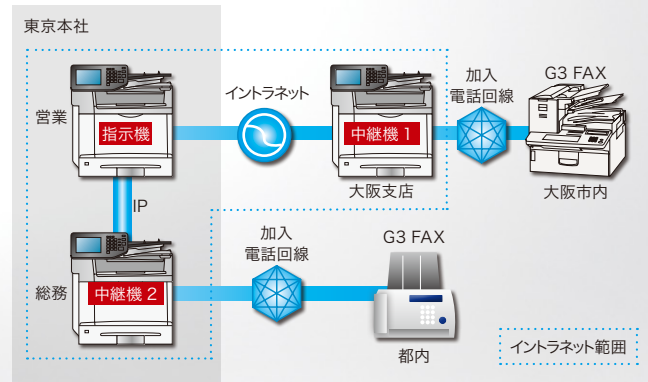 東京本社
営業
指示機
イントラネット
中継機 1
大阪支店
加入
電話回線
G3 FAX
大阪市内
IP
総務
中継機 2
加入
電話回線
G3 FAX
都内
イントラネット範囲